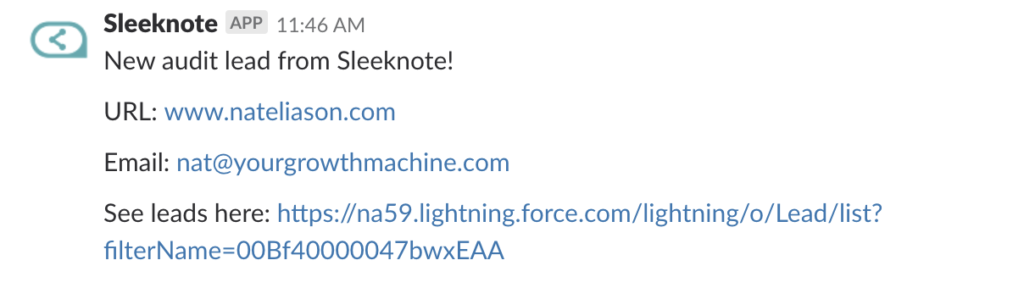 Sleeknote APP 11:46 AM
New audit lead from Sleeknote!
URL: www.nateliason.com
Email: nat@yourgrowthmachine.com
See leads here: https://na59.lightning.force.com/lightning/o/Lead/list?
filterName=00Bf40000047bwxEAA